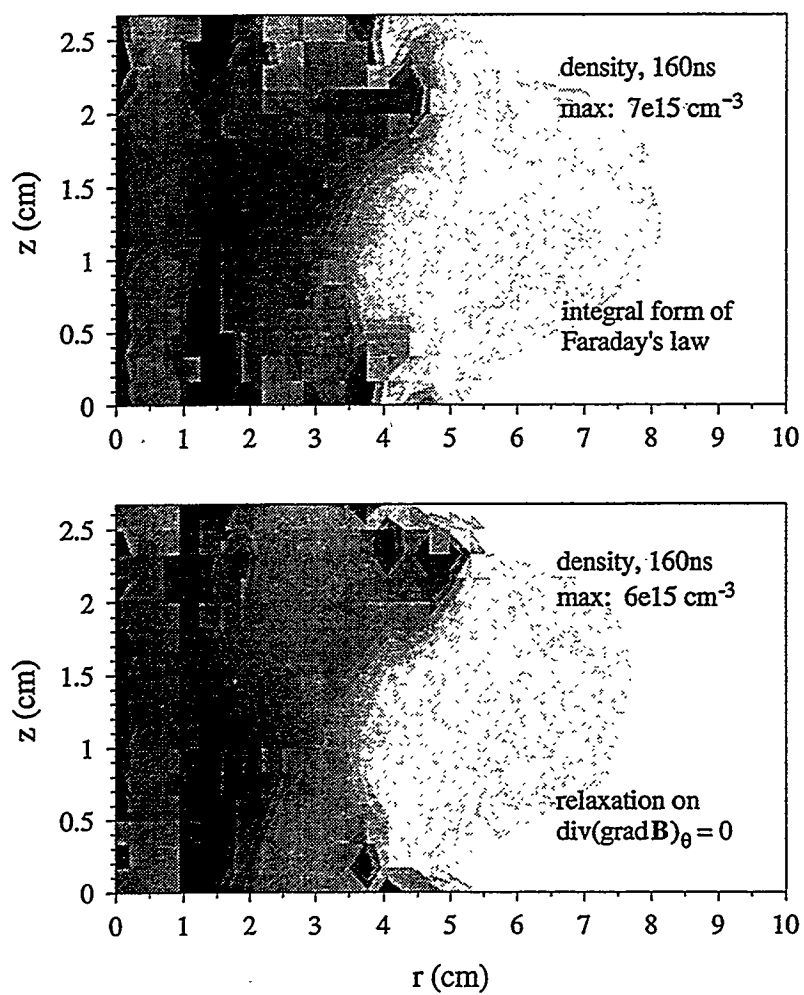 2.5
2
1.5
1
0.5
0
z (cm)
density, 160ns
max: 7e15 cm⁻³
integral form of
Faraday's law
0 1 2 3 4 5 6 7 8 9 10
2.5
2
1.5
1
0.5
0
z (cm)
density, 160ns
max: 6e15 cm⁻³
relaxation on
div(grad B)θ = 0
0 1 2 3 4 5 6 7 8 9 10
r (cm)